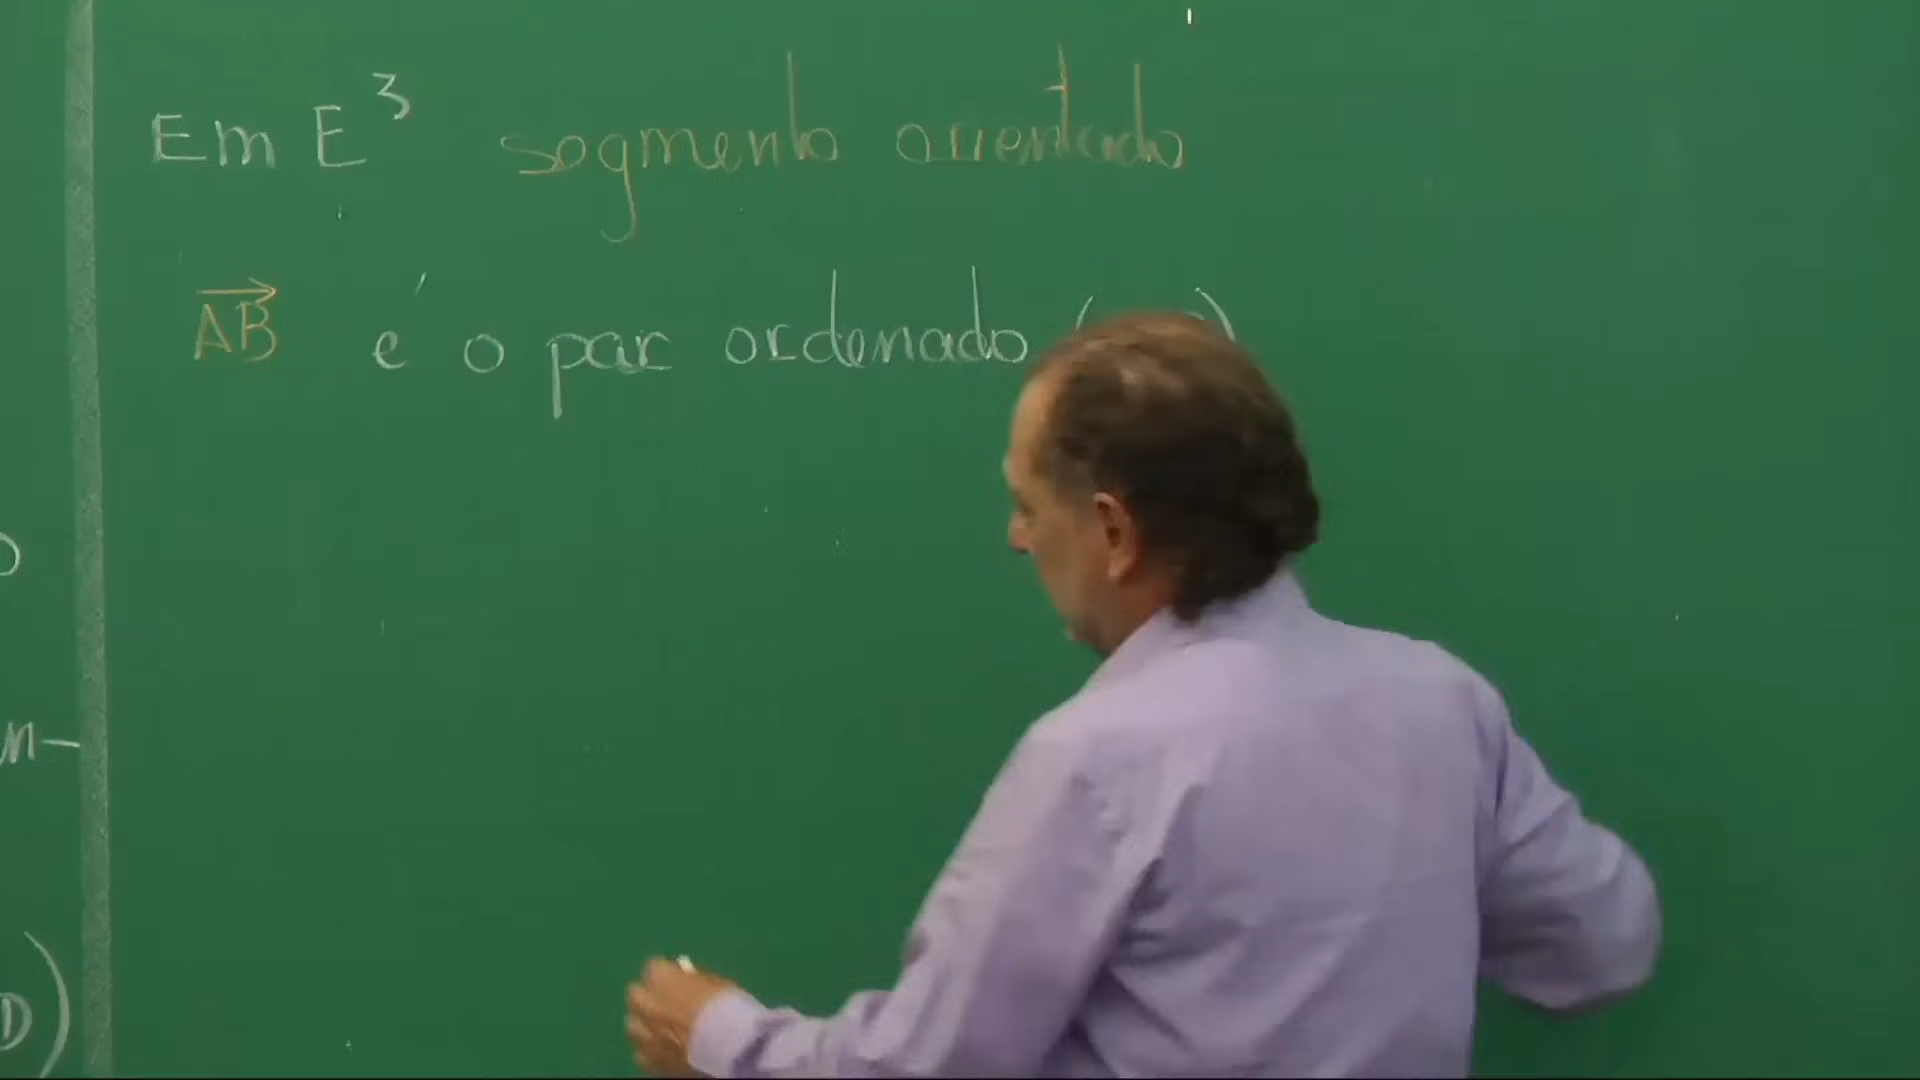 Em E³ segmento orientado
AB é o par ordenado ( )
o
n-
D)